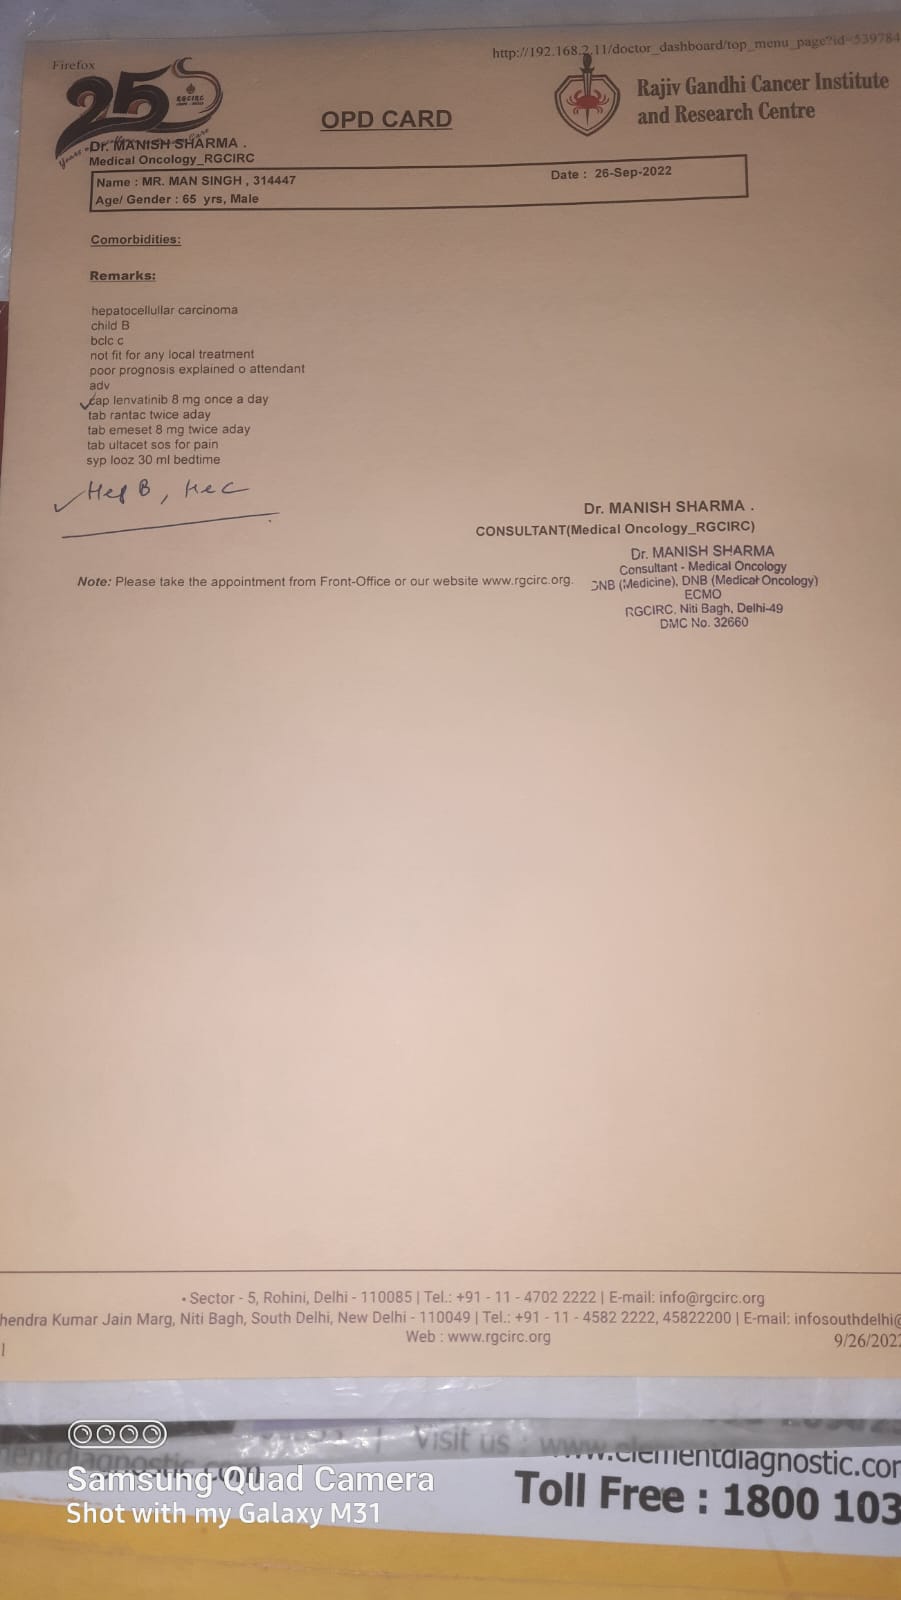 Firefox
http://192.168.2.11/doctor_dashboard/top_menu_page?id=539784
25
RGCIRC
Rajiv Gandhi Cancer Institute
and Research Centre
OPD CARD
Dr. MANISH SHARMA .
Medical Oncology_RGCIRC
Name : MR. MAN SINGH , 314447
Date : 26-Sep-2022
Age/ Gender : 65 yrs, Male
Comorbidities:
Remarks:
hepatocellullar carcinoma
child B
bclc c
not fit for any local treatment
poor prognosis explained o attendant
adv
cap lenvatinib 8 mg once a day
tab rantac twice aday
tab emeset 8 mg twice aday
tab ultacet sos for pain
syp looz 30 ml bedtime
Hep B,
Dr. MANISH SHARMA .
CONSULTANT(Medical Oncology_RGCIRC)
Dr. MANISH SHARMA
Consultant - Medical Oncology
DNB (Medicine), DNB (Medical Oncology)
ECMO
RGCIRC, Niti Bagh, Delhi-49
DMC No. 32660
Note: Please take the appointment from Front-Office or our website www.rgcirc.org.
• Sector - 5, Rohini, Delhi - 110085 | Tel.: +91 - 11 - 4702 2222 | E-mail: info@rgcirc.org
hendra Kumar Jain Marg, Niti Bagh, South Delhi, New Delhi - 110049 | Tel.: +91 - 11 - 4582 2222, 45822200 | E-mail: infosouthdelhi@
Web : www.rgcirc.org
9/26/202
Visit us : www.elementdiagnostic.com
Toll Free : 1800 103
Samsung Quad Camera
Shot with my Galaxy M31